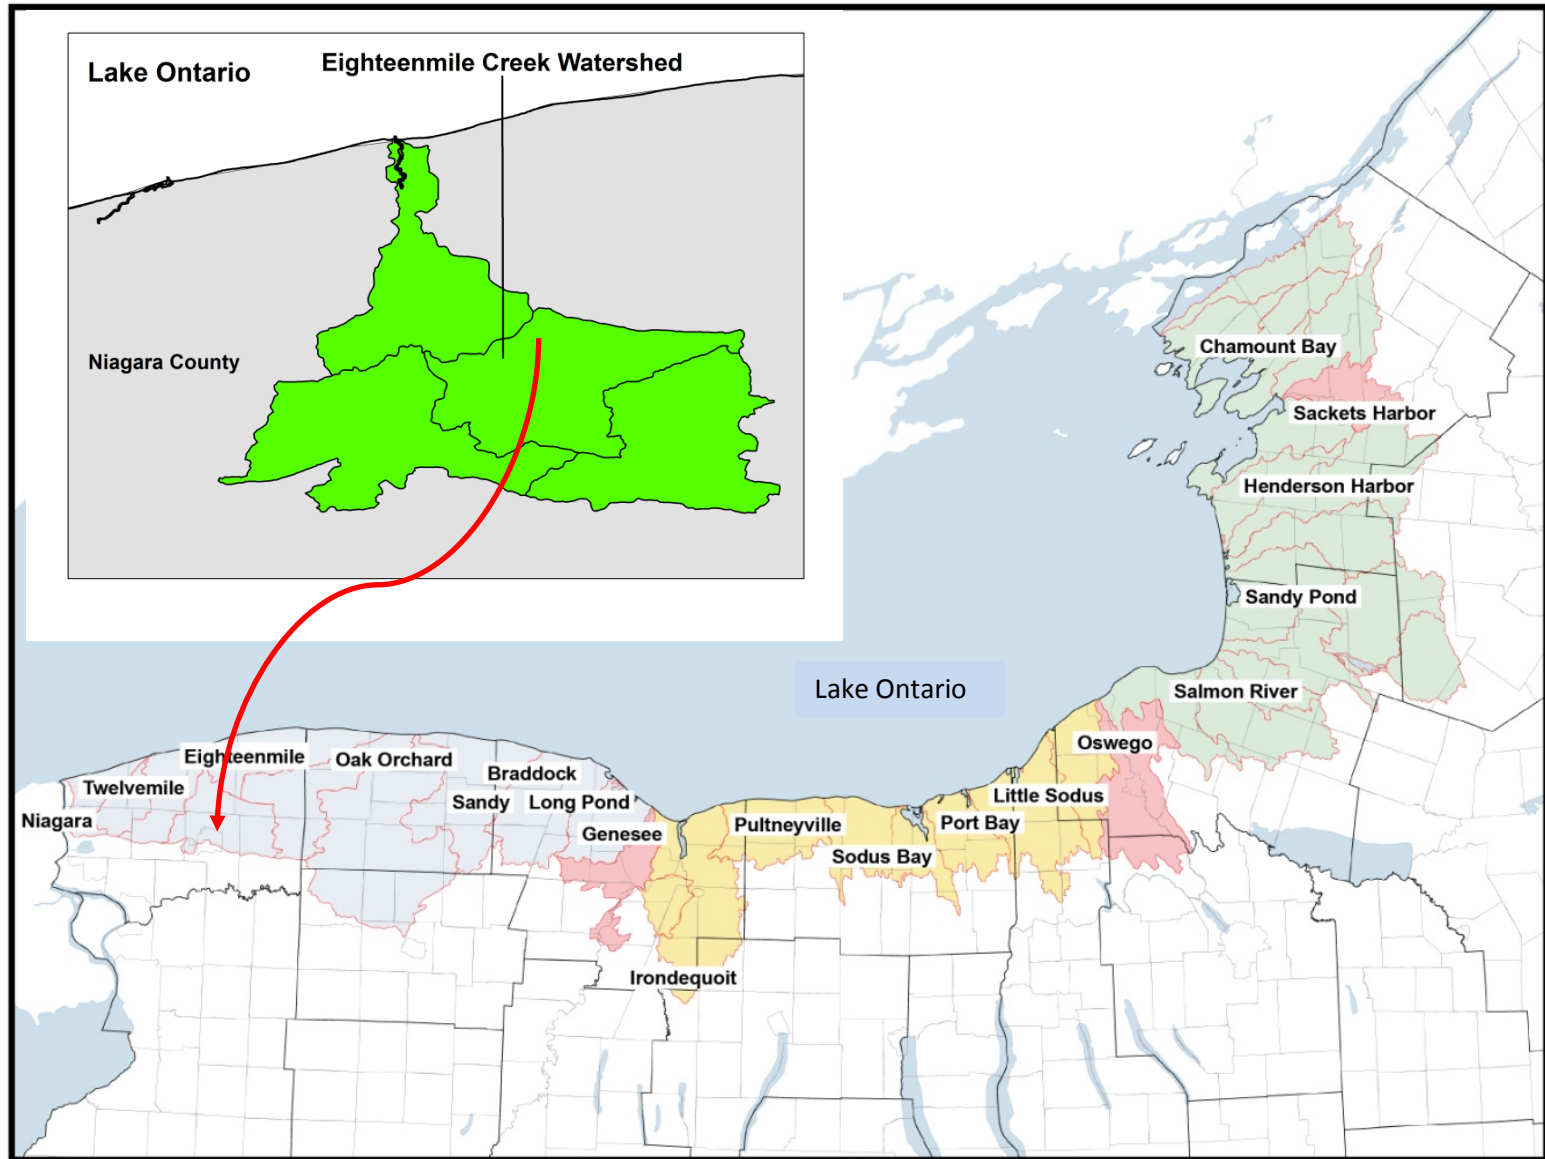 Lake Ontario
Eighteenmile Creek Watershed
Niagara County
Chamount Bay
Sackets Harbor
Henderson Harbor
Sandy Pond
Salmon River
Lake Ontario
Oswego
Eighteenmile
Oak Orchard
Braddock
Twelvemile
Sandy
Long Pond
Little Sodus
Niagara
Genesee
Pultneyville
Port Bay
Sodus Bay
Irondequoit